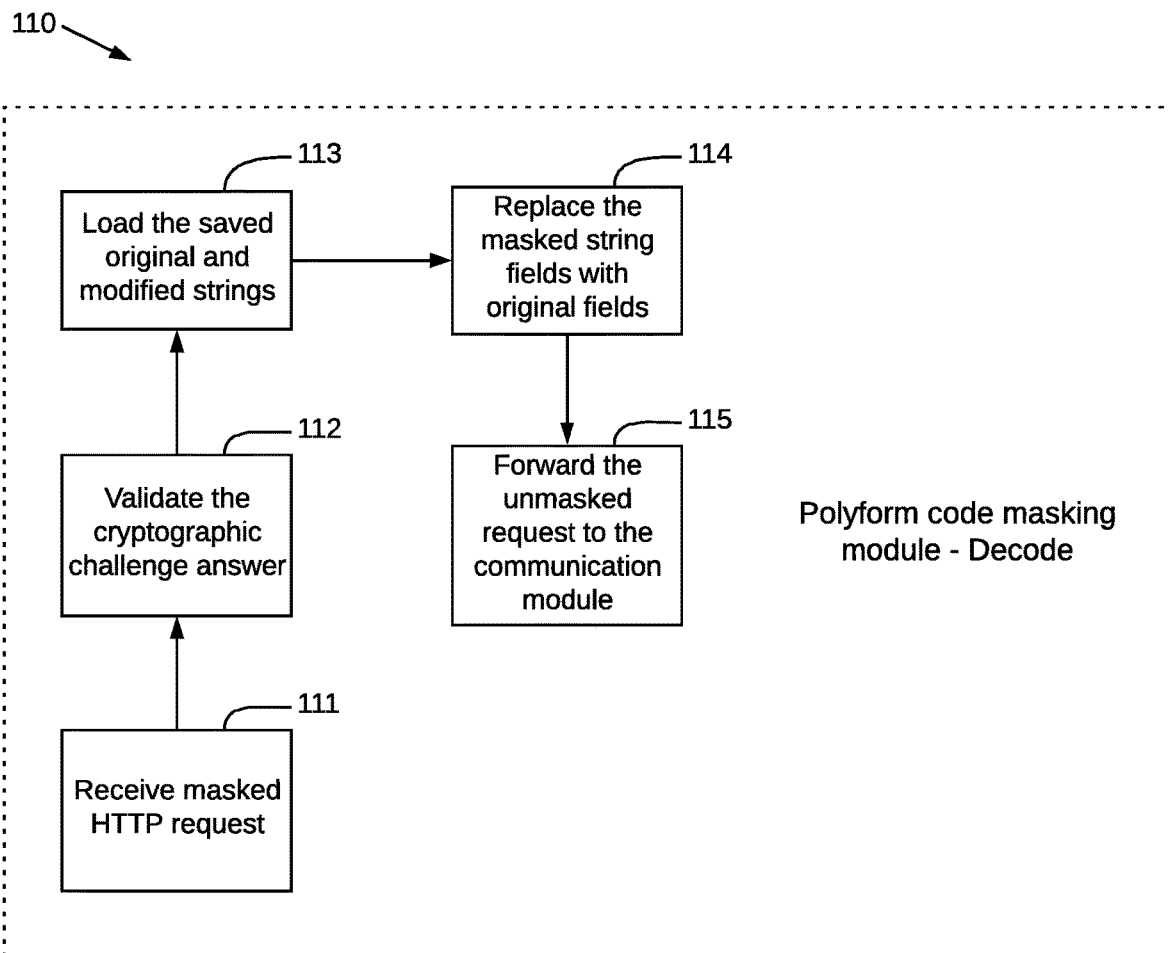 110
113
Load the saved
original and
modified strings
114
Replace the
masked string
fields with
original fields
112
Validate the
cryptographic
challenge answer
115
Forward the
unmasked
request to the
communication
module
Polyform code masking
module - Decode
111
Receive masked
HTTP request